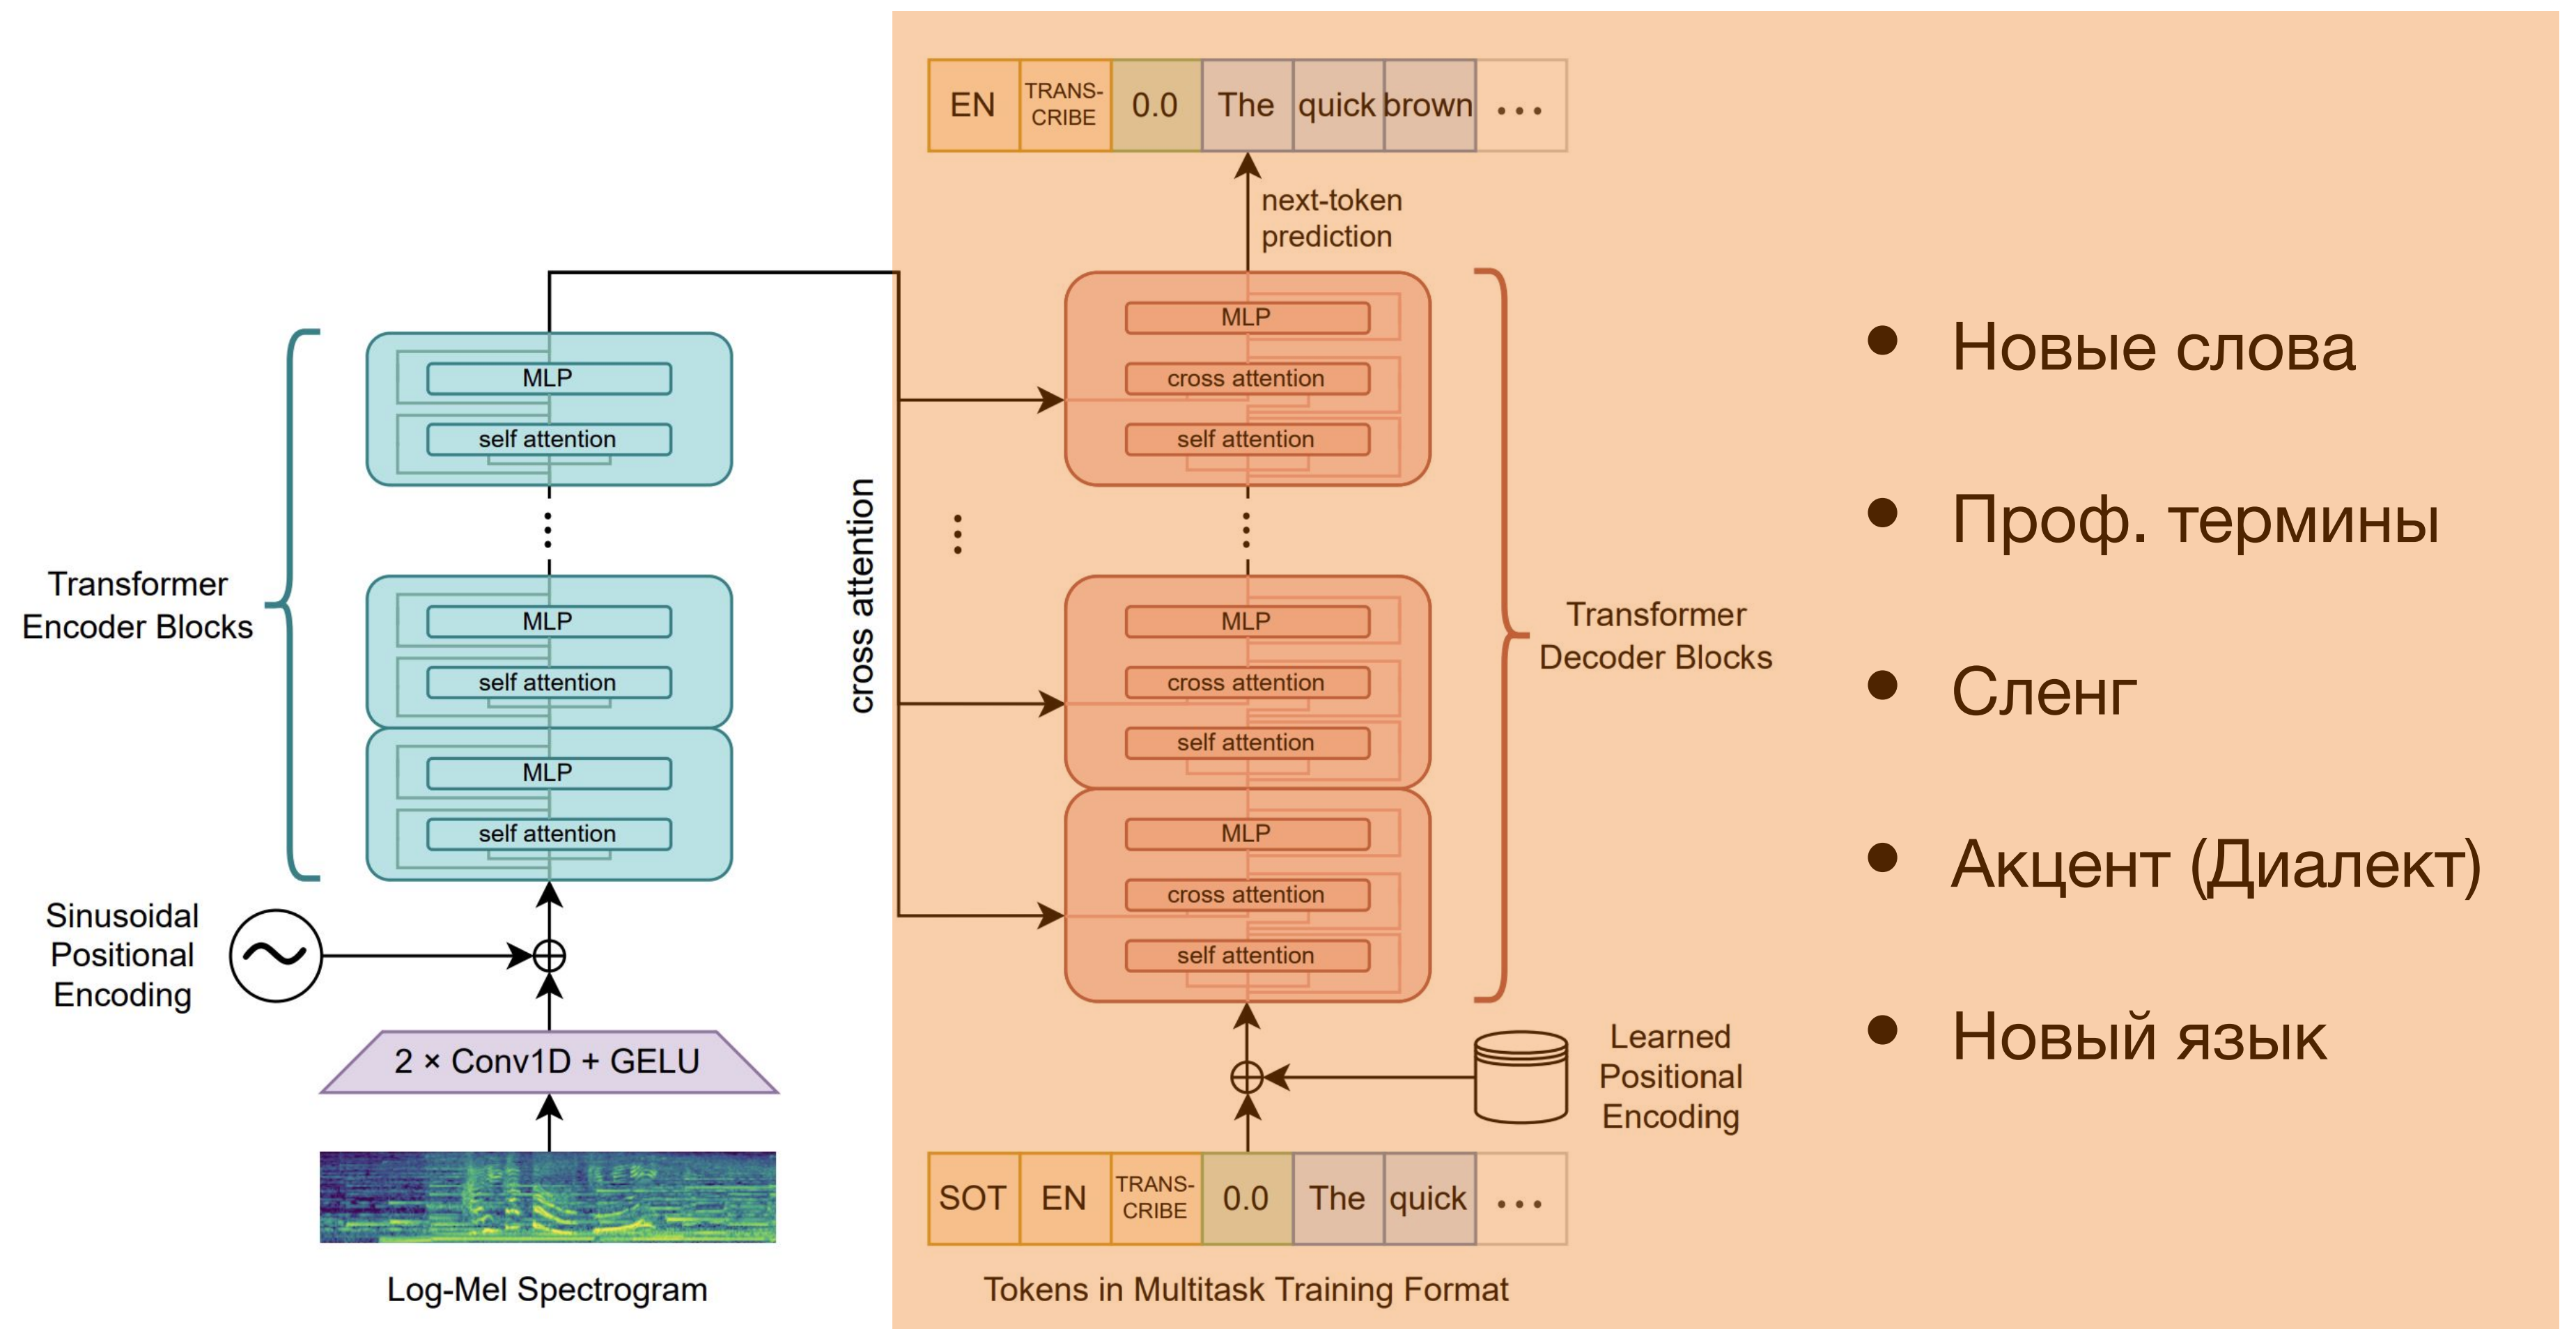 EN
TRANS-
CRIBE
0.0
The
quick
brown
...
next-token
prediction
MLP
self attention
MLP
self attention
MLP
self attention
Transformer
Encoder Blocks
Sinusoidal
Positional
Encoding
2 × Conv1D + GELU
Log-Mel Spectrogram
cross attention
MLP
cross attention
self attention
MLP
cross attention
self attention
MLP
cross attention
self attention
Transformer
Decoder Blocks
Learned
Positional
Encoding
SOT
EN
TRANS-
CRIBE
0.0
The
quick
...
Tokens in Multitask Training Format
• Новые слова
• Проф. термины
• Сленг
• Акцент (Диалект)
• Новый язык